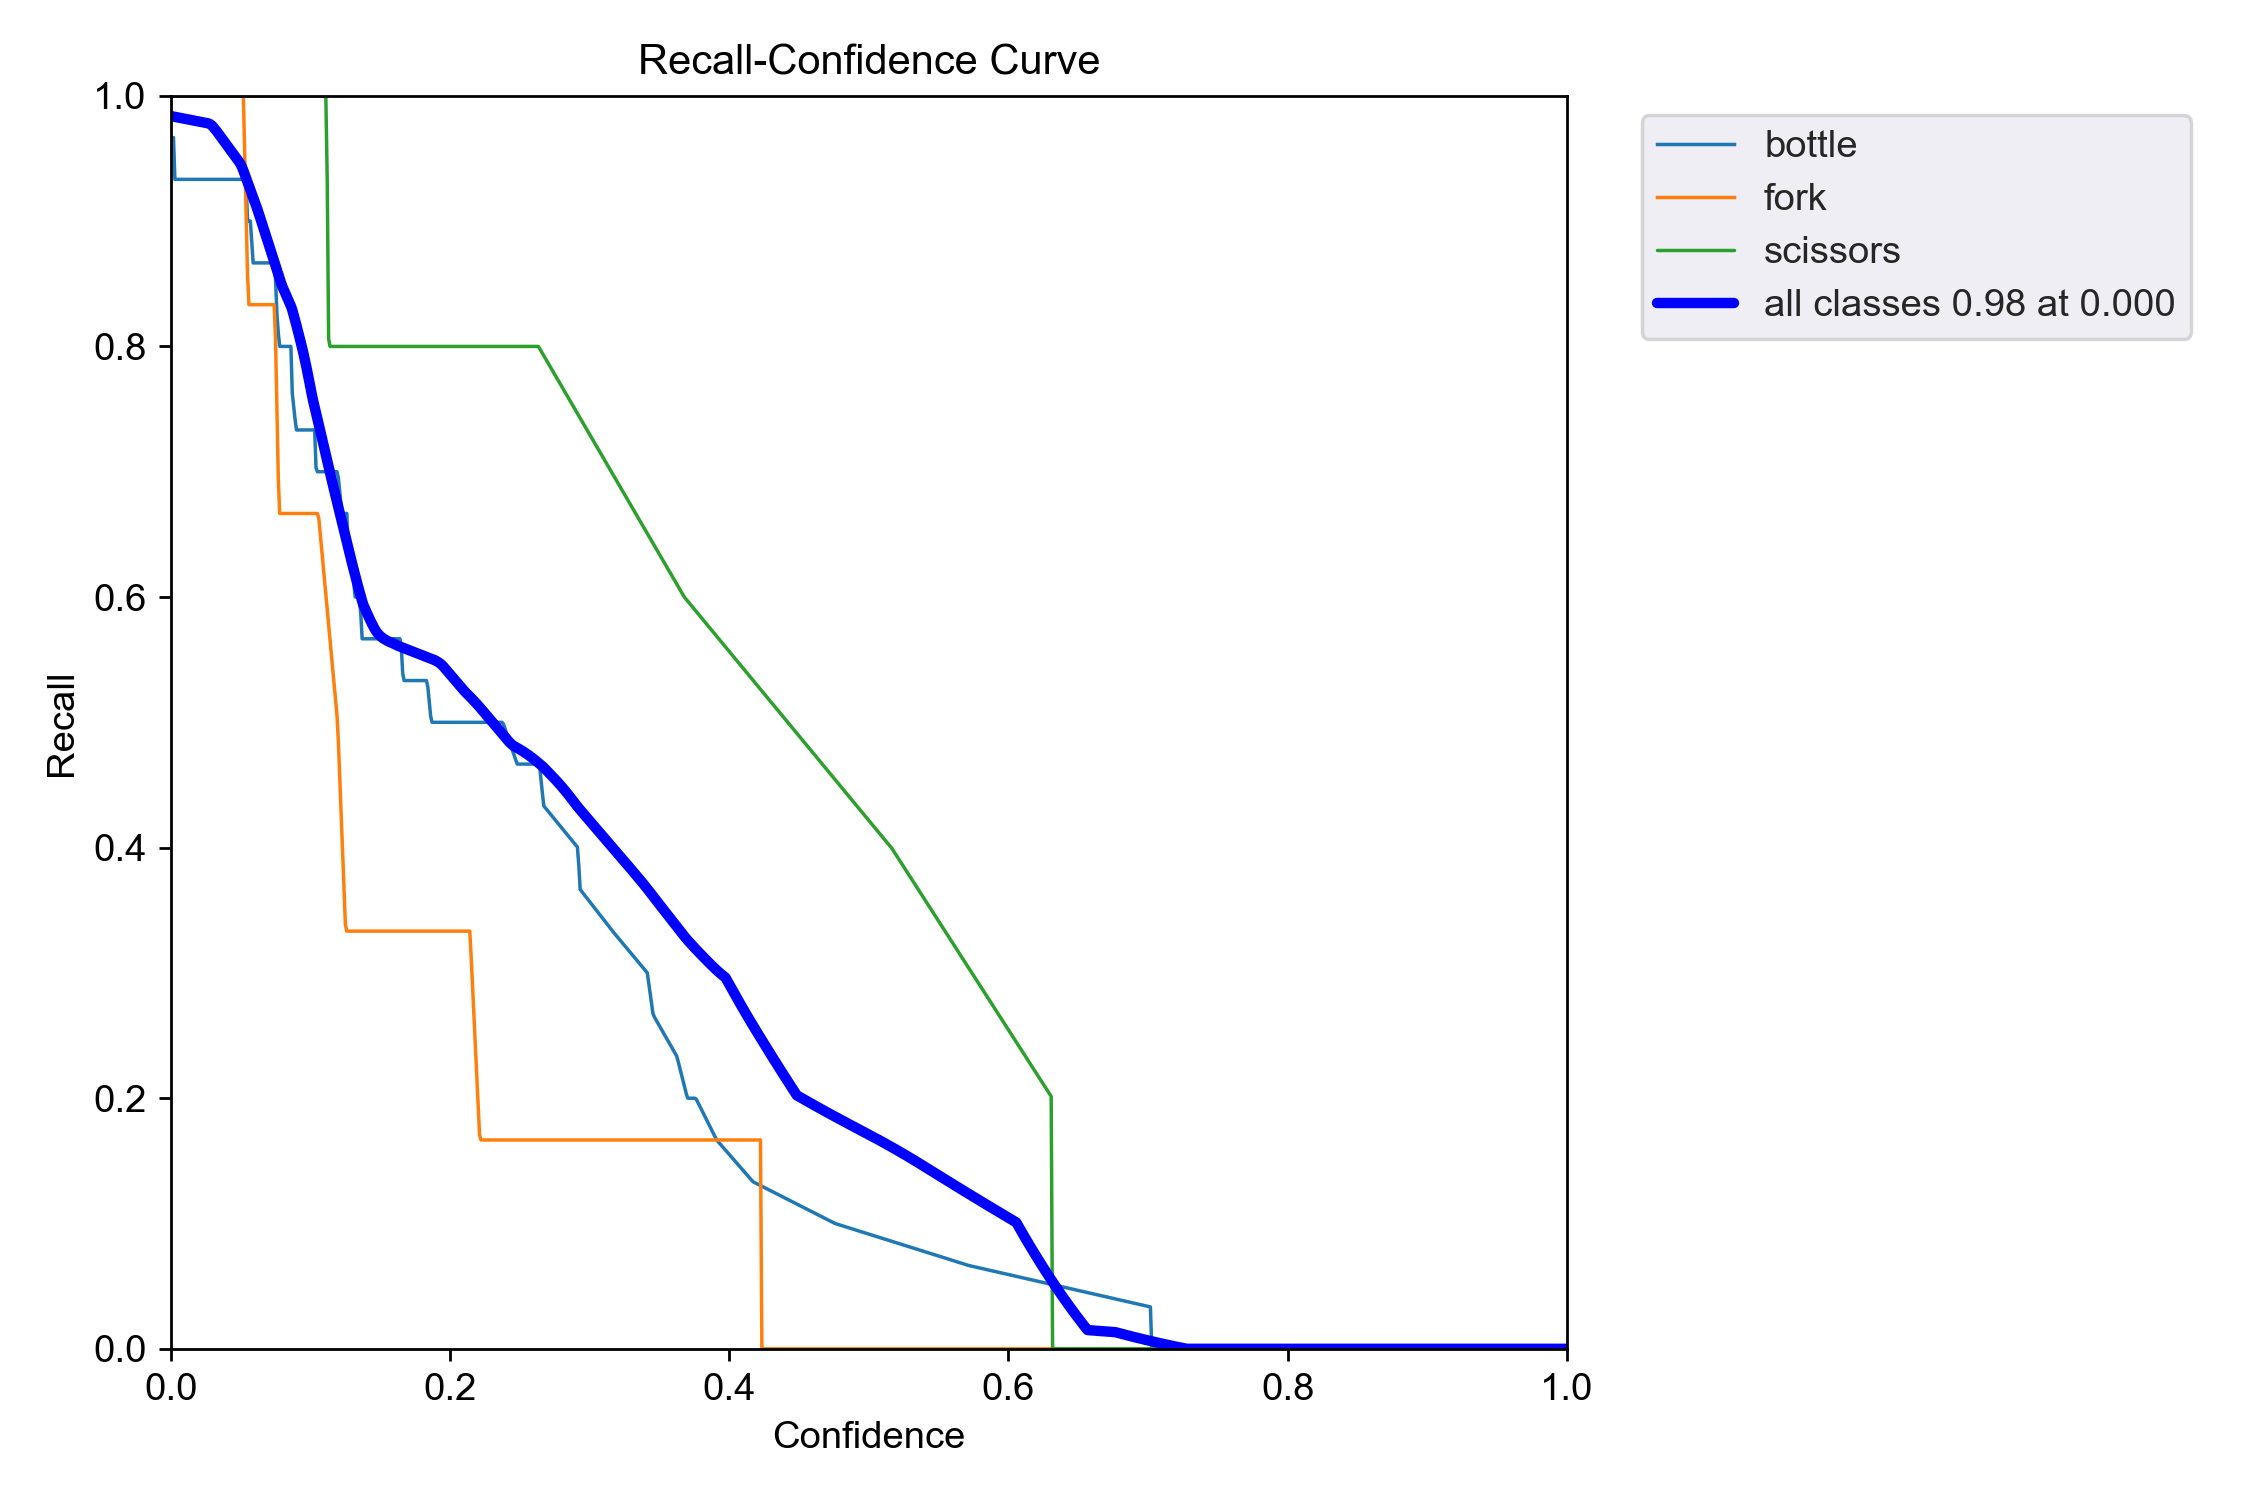 Recall-Confidence Curve
1.0
0.8
0.6
0.4
0.2
0.0
Recall
0.0 0.2 0.4 0.6 0.8 1.0
Confidence
bottle
fork
scissors
all classes 0.98 at 0.000